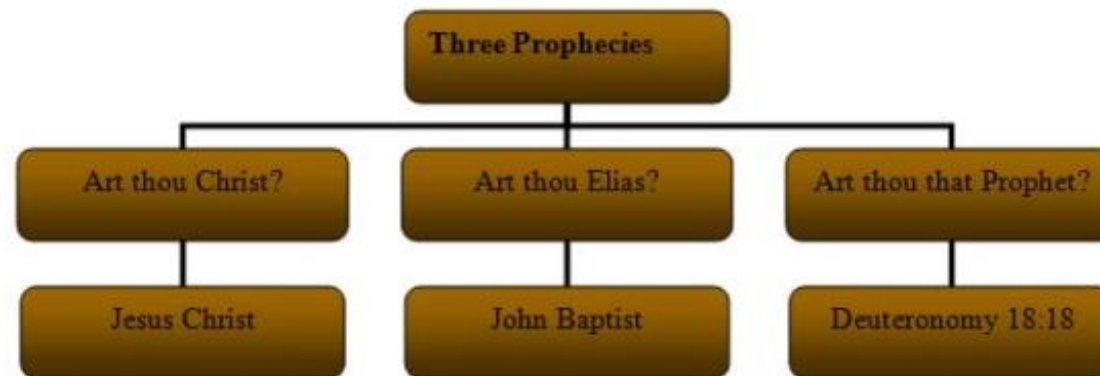 Three Prophecies
Art thou Christ?
Art thou Elias?
Art thou that Prophet?
Jesus Christ
John Baptist
Deuteronomy 18:18